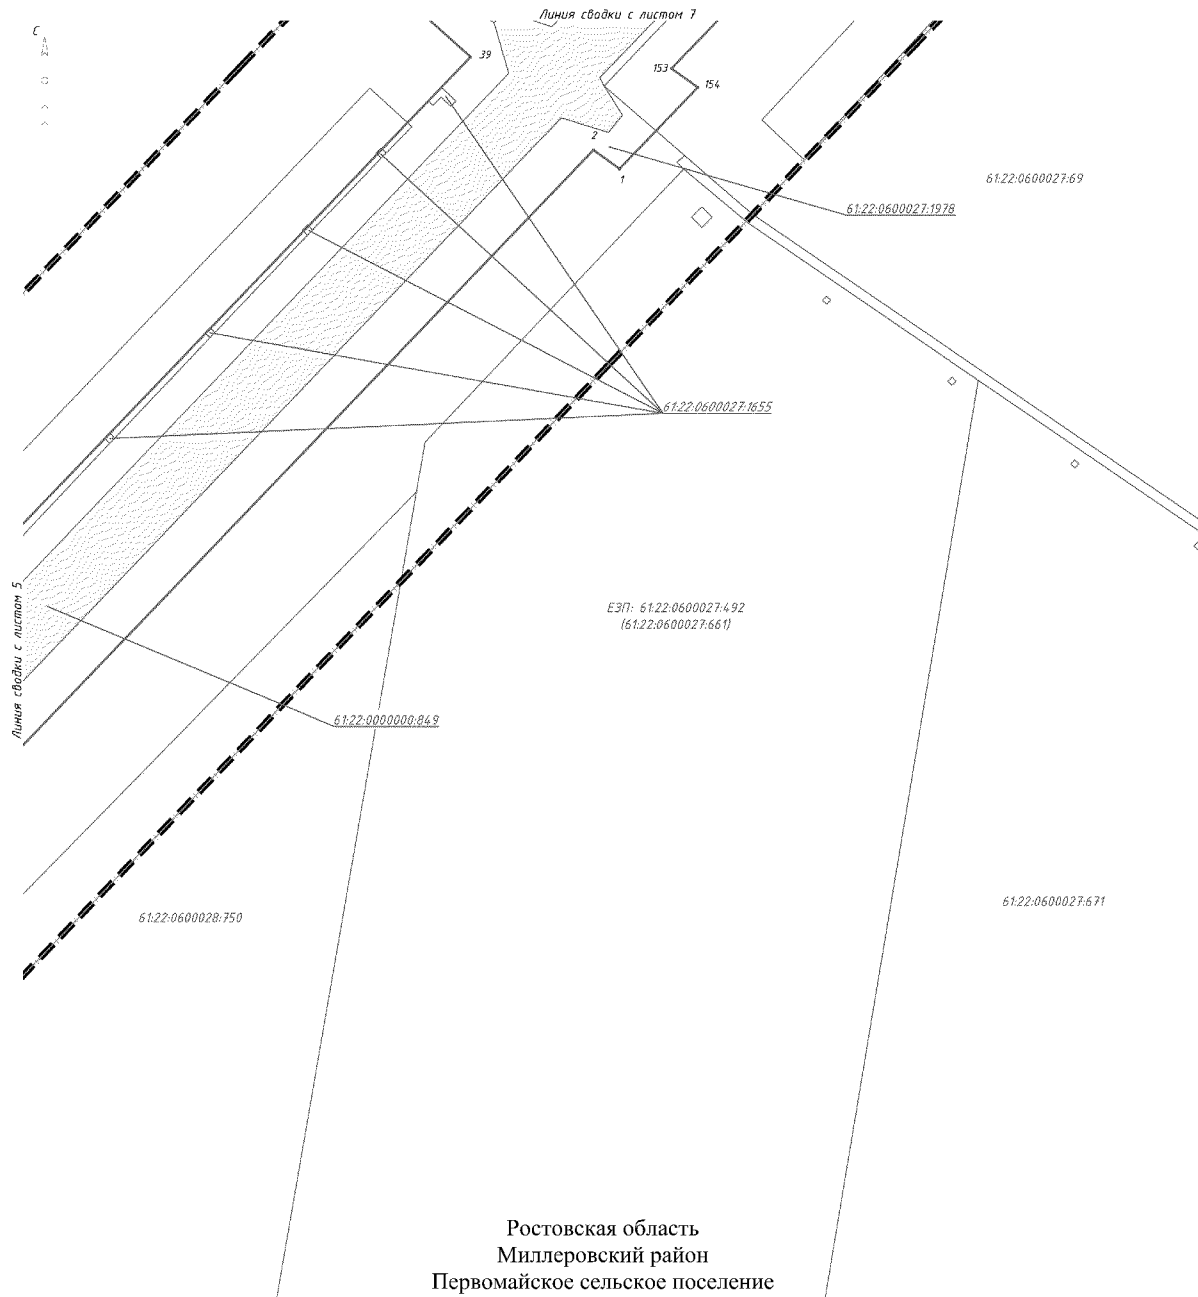 Линия сводки с листом 7
С
39
153
154
2
1
61:22:0600027:69
61:22:0600027:1978
61:22:0600027:1655
Линия сводки с листом 5
ЕЗП: 61:22:0600027:492
(61:22:0600027:661)
61:22:0000000:849
61:22:0600027:671
61:22:0600028:750
Ростовская область
Миллеровский район
Первомайское сельское поселение